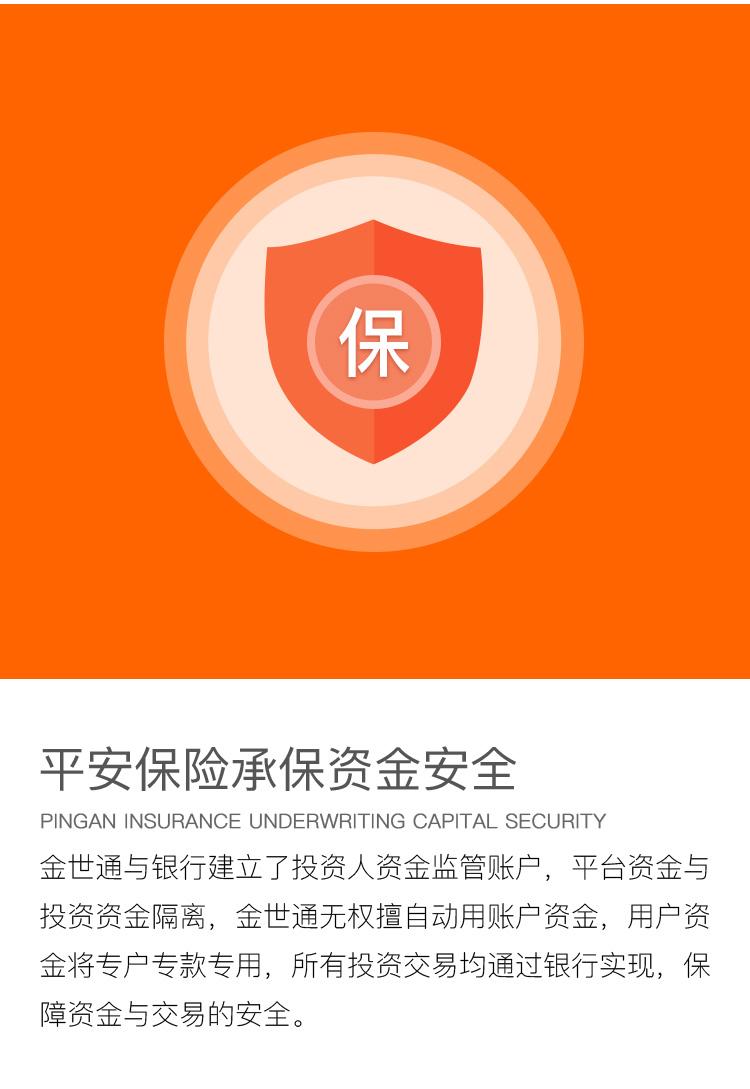 保
平安保险承保资金安全
PINGAN INSURANCE UNDERWRITING CAPITAL SECURITY
金世通与银行建立了投资人资金监管账户，平台资金与
投资资金隔离，金世通无权擅自动用账户资金，用户资
金将专户专款专用，所有投资交易均通过银行实现，保
障资金与交易的安全。